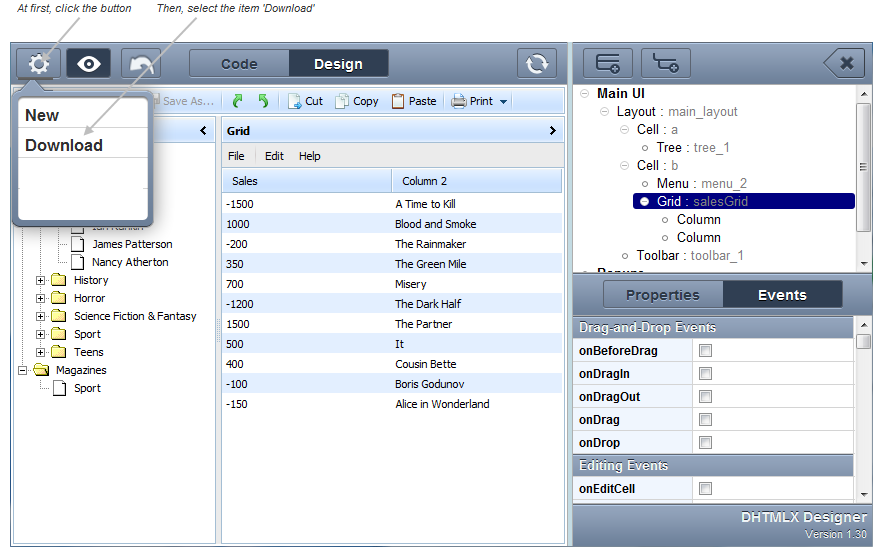 At first, click the button Then, select the item 'Download'
Code Design
New
Download
Save As... Cut Copy Paste Print
Grid
File Edit Help
Sales Column 2
-1500 A Time to Kill
1000 Blood and Smoke
-200 The Rainmaker
350 The Green Mile
700 Misery
-1200 The Dark Half
1500 The Partner
500 It
400 Cousin Bette
-100 Boris Godunov
-150 Alice in Wonderland
James Patterson
Nancy Atherton
History
Horror
Science Fiction & Fantasy
Sport
Teens
Magazines
Sport
Main UI
Layout : main_layout
Cell : a
Tree : tree_1
Cell : b
Menu : menu_2
Grid : salesGrid
Column
Column
Toolbar : toolbar_1
Properties Events
Drag-and-Drop Events
onBeforeDrag
onDragIn
onDragOut
onDrag
onDrop
Editing Events
onEditCell
DHTMLX Designer
Version 1.30